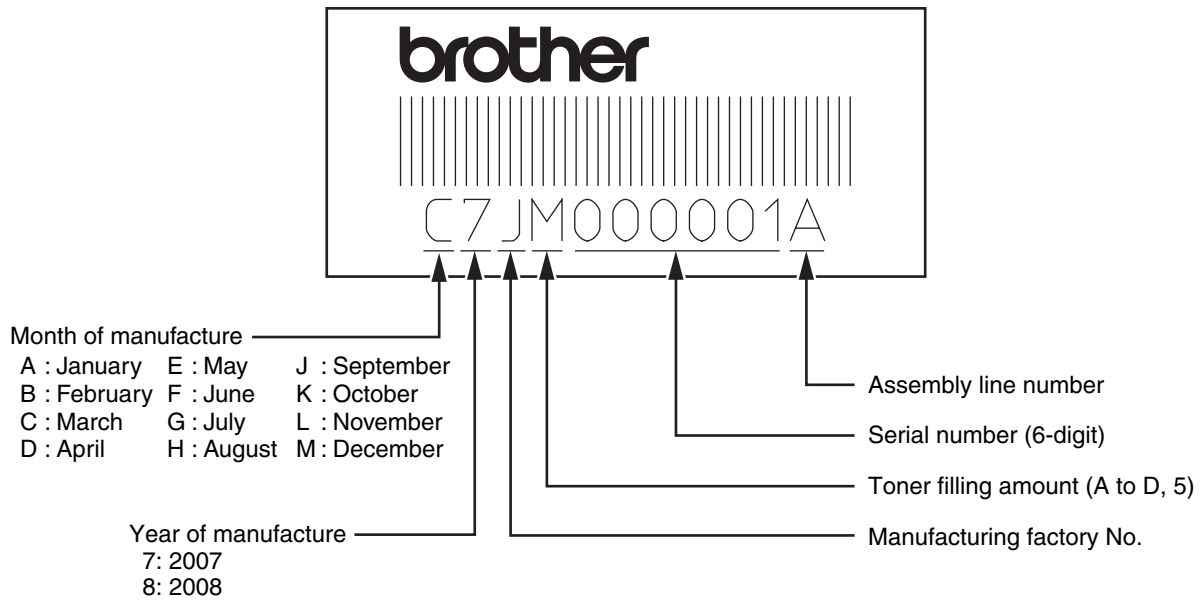 brother
C7JM000001A
Month of manufacture
A : January E : May J : September
B : February F : June K : October
C : March G : July L : November
D : April H : August M : December
Year of manufacture
7: 2007
8: 2008
Assembly line number
Serial number (6-digit)
Toner filling amount (A to D, 5)
Manufacturing factory No.